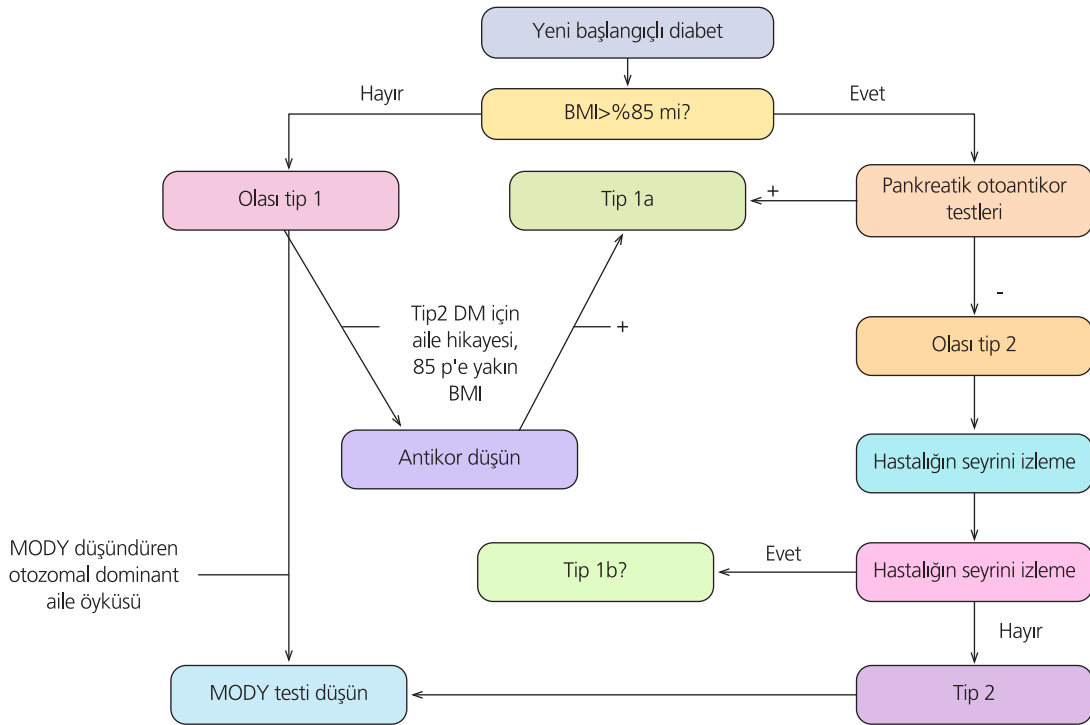 Yeni başlangıçlı diabet
Hayır
BMI>%85 mi?
Evet
Olası tip 1
Tip 1a
+
Pankreatik otoantikor
testleri
-
Tip2 DM için
aile hikayesi,
85 p'e yakın
BMI
+
Olası tip 2
Antikor düşün
Hastalığın seyrini izleme
MODY düşündüren
otozomal dominant
aile öyküsü
Tip 1b?
Evet
Hastalığın seyrini izleme
Hayır
MODY testi düşün
Tip 2